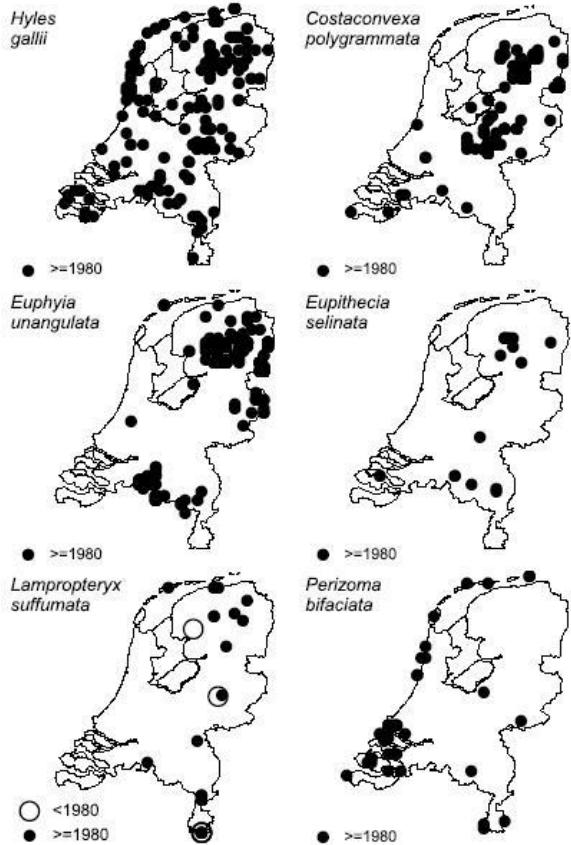 Hyles
gallii
>=1980
Costaconvexa
polygrammata
>=1980
Euphyia
unangulata
>=1980
Eupithecia
selinata
>=1980
Lampropteryx
suffumata
<1980
>=1980
Perizoma
bifaciata
>=1980